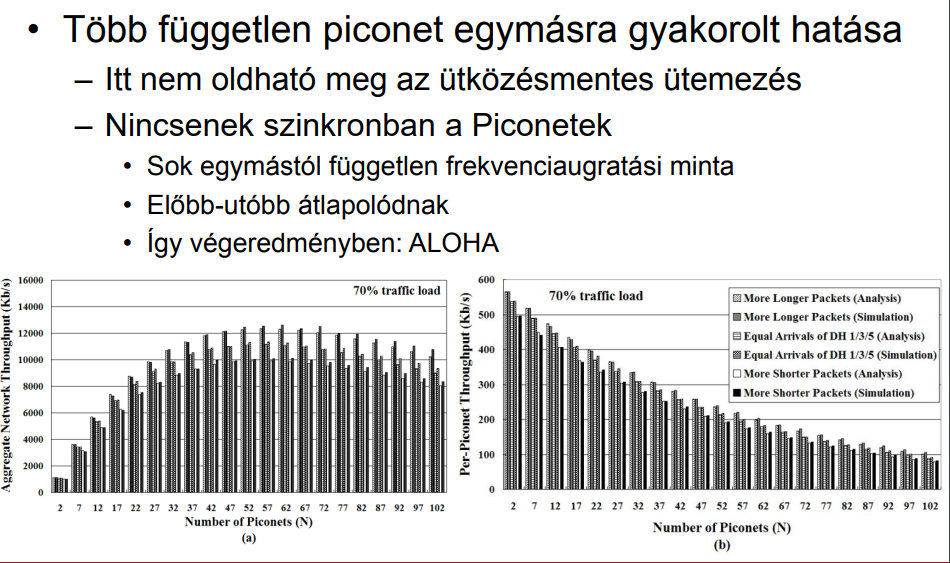 • Több független piconet egymásra gyakorolt hatása
– Itt nem oldható meg az ütközésmentes ütemezés
– Nincsenek szinkronban a Piconetek
• Sok egymástól független frekvenciaugratási minta
• Előbb-utóbb átlapolódnak
• Így végeredményben: ALOHA
Aggregate Network Throughput (Kb/s)
16000
14000
12000
10000
8000
6000
4000
2000
0
70% traffic load
2 7 12 17 22 27 32 37 42 47 52 57 62 67 72 77 82 87 92 97 102
Number of Piconets (N)
(a)
Per-Piconet Throughput (Kb/s)
600
500
400
300
200
100
0
70% traffic load
More Longer Packets (Analysis)
More Longer Packets (Simulation)
Equal Arrivals of DH 1/3/5 (Analysis)
Equal Arrivals of DH 1/3/5 (Simulation)
More Shorter Packets (Analysis)
More Shorter Packets (Simulation)
2 7 12 17 22 27 32 37 42 47 52 57 62 67 72 77 82 87 92 97 102
Number of Piconets (N)
(b)